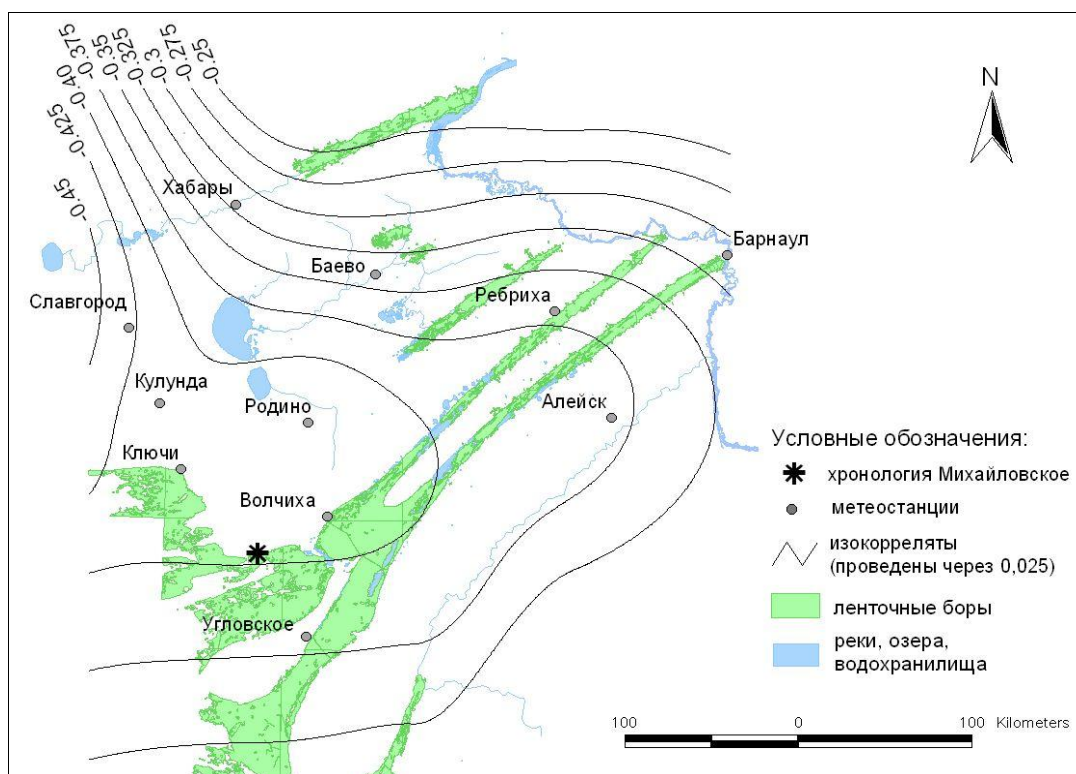 -0.375
-0.35
-0.325
-0.3
-0.275
-0.25
-0.40
-0.425
-0.45
N
Хабары
Барнаул
Баево
Славгород
Ребриха
Кулунда
Родино
Алейск
Ключи
Волчиха
Угловское
Условные обозначения:
хронология Михайловское
метеостанции
изокорреляты
(проведены через 0,025)
ленточные боры
реки, озера,
водохранилища
100 0 100 Kilometers